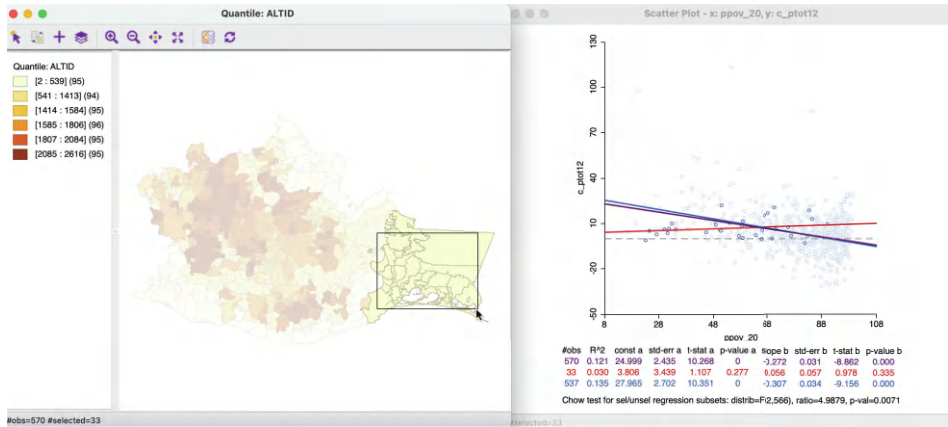 Quantile: ALTID
Quantile: ALTID
[2 : 539] (95)
[541 : 1413] (94)
[1414 : 1584] (95)
[1585 : 1806] (96)
[1807 : 2084] (95)
[2085 : 2616] (95)
#obs=570 #selected=33
Scatter Plot - x: ppov_20, y: c_ptot12
130
100
70
c_ptot12
40
10
-20
-50
8 28 48 68 88 108
ppov_20
#obs R^2 const a std-err a t-stat a p-value a slope b std-err b t-stat b p-value b
570 0.121 24.999 2.435 10.268 0 -0.272 0.031 -8.862 0.000
33 0.030 3.806 3.439 1.107 0.277 0.056 0.057 0.978 0.335
537 0.135 27.965 2.702 10.351 0 -0.307 0.034 -9.156 0.000
Chow test for sel/unsel regression subsets: distrib=F(2,566), ratio=4.9879, p-val=0.0071
#selected=33